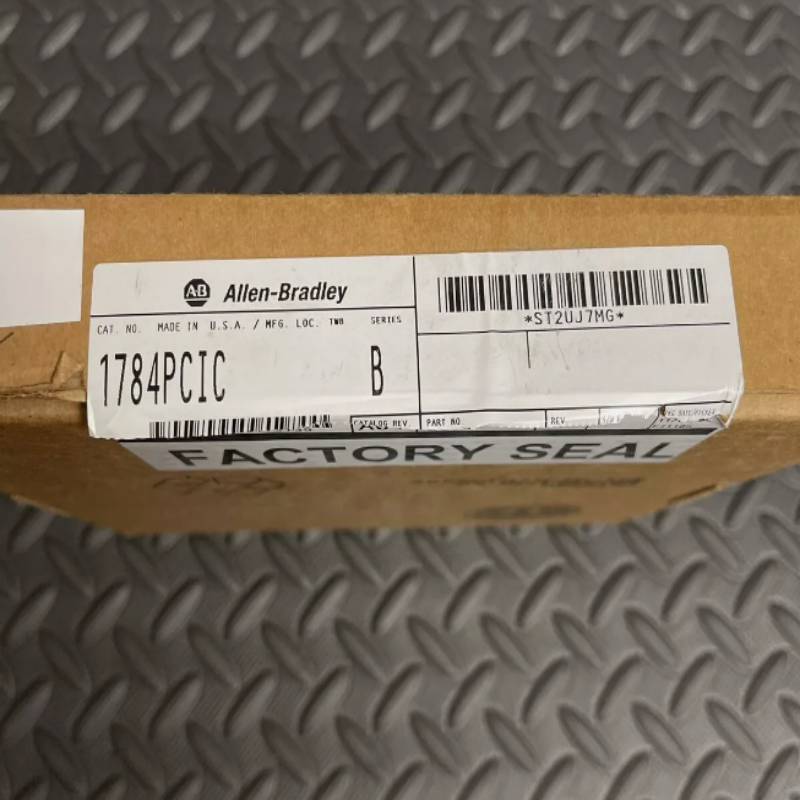 AB Allen-Bradley
*ST2UJ7MG*
CAT. NO. MADE IN U.S.A. / MFG. LOC. TWB SERIES
1784PCIC B
CATALOG REV. PART NO. REV.
FACTORY SEAL